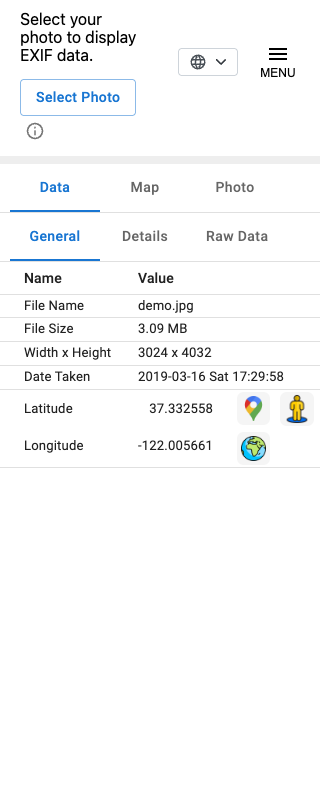 Select your
photo to display
EXIF data.
MENU
Select Photo
Data Map Photo
General Details Raw Data
Name Value
File Name demo.jpg
File Size 3.09 MB
Width x Height 3024 x 4032
Date Taken 2019-03-16 Sat 17:29:58
Latitude 37.332558
Longitude -122.005661